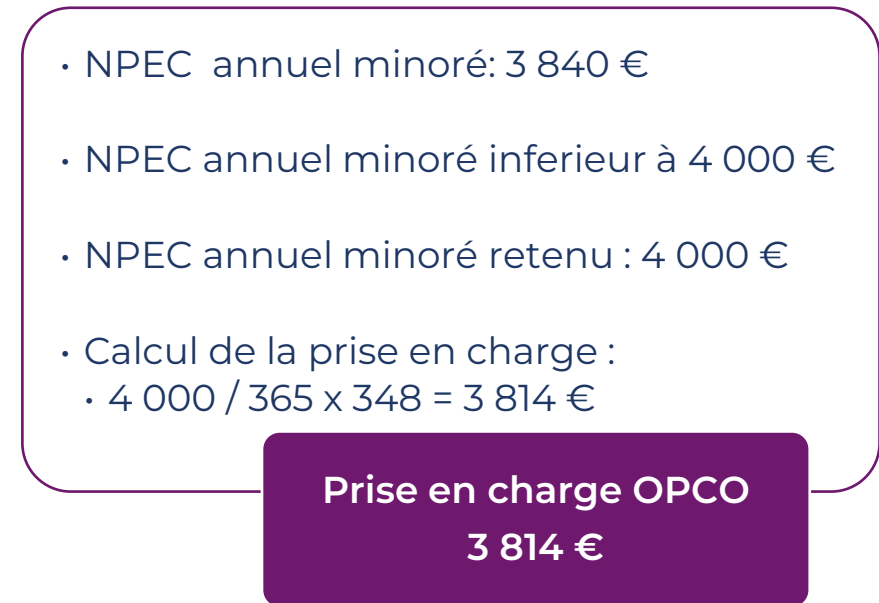 • NPEC  annuel minoré: 3 840 €
• NPEC annuel minoré inferieur à 4 000 €
• NPEC annuel minoré retenu : 4 000 €
• Calcul de la prise en charge :
• 4 000 / 365 x 348 = 3 814 €
Prise en charge OPCO
3 814 €